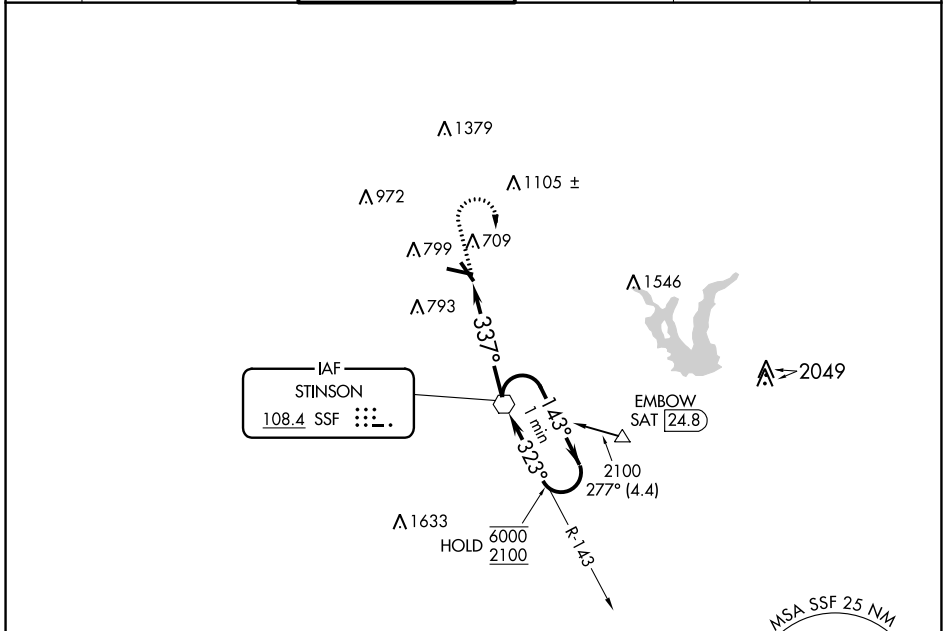 1379
1105 ±
972
799
709
1546
793
337°
2049
IAF
STINSON
108.4 SSF
EMBOW
SAT 24.8
143°
1 min
323°
2100
277° (4.4)
1633
HOLD 6000
2100
R-143
MSA SSF 25 NM